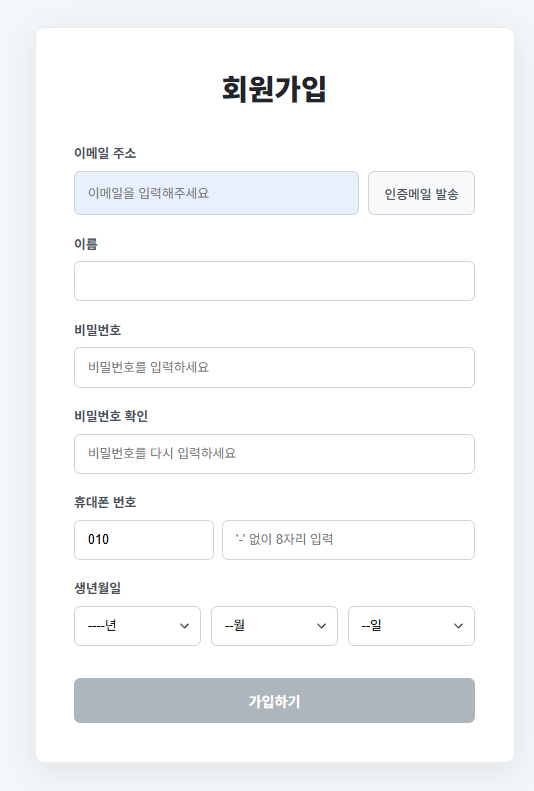 회원가입
이메일 주소
이메일을 입력해주세요 인증메일 발송
이름
비밀번호
비밀번호를 입력하세요
비밀번호 확인
비밀번호를 다시 입력하세요
휴대폰 번호
010 '-' 없이 8자리 입력
생년월일
----년 --월 --일
가입하기